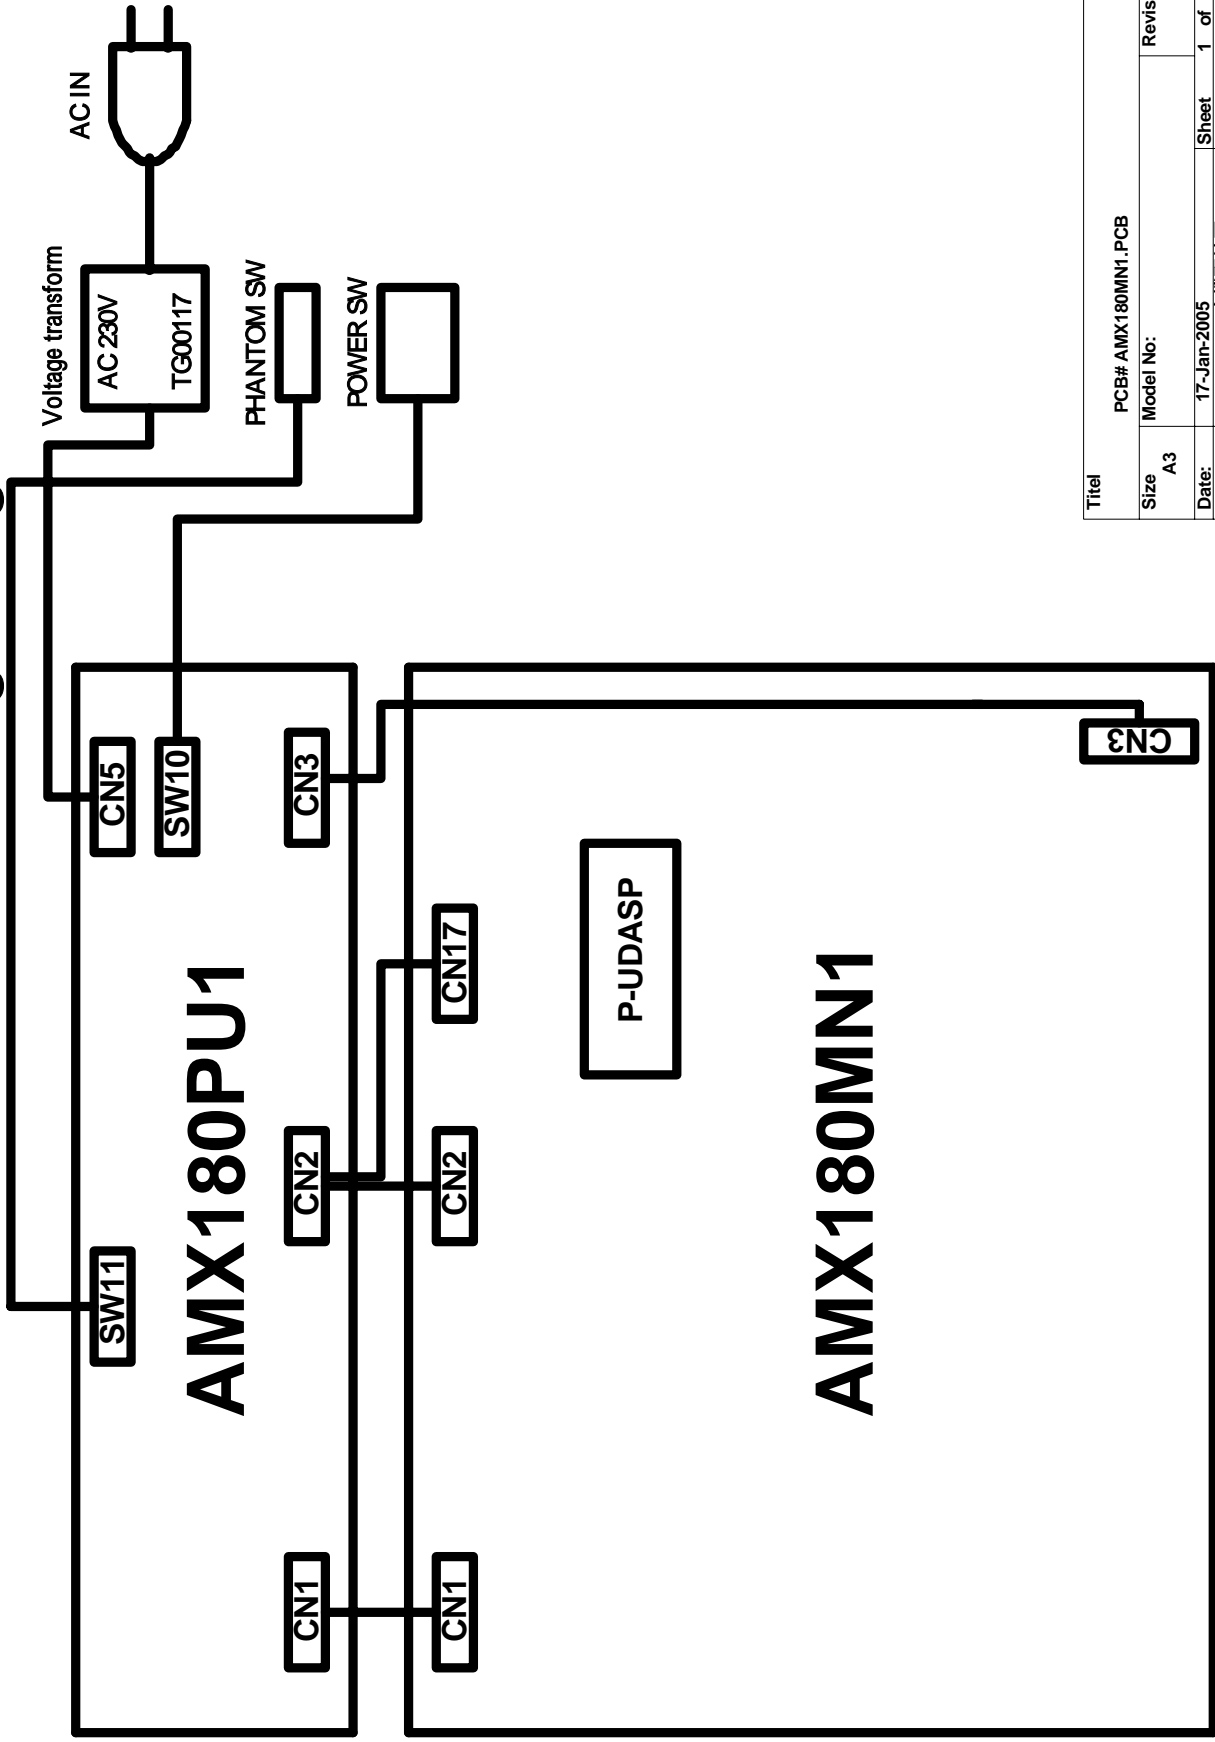 AC IN
Voltage transform
AC 230V
TG00117
PHANTOM SW
POWER SW
SW11
CN5
SW10
AMX180PU1
CN1
CN2
CN3
CN1
CN2
CN17
P-UDASP
AMX180MN1
CN3
Titel
PCB# AMX180MN1.PCB
Size
A3
Model No:
Revis
Date:
17-Jan-2005
Sheet
1 of